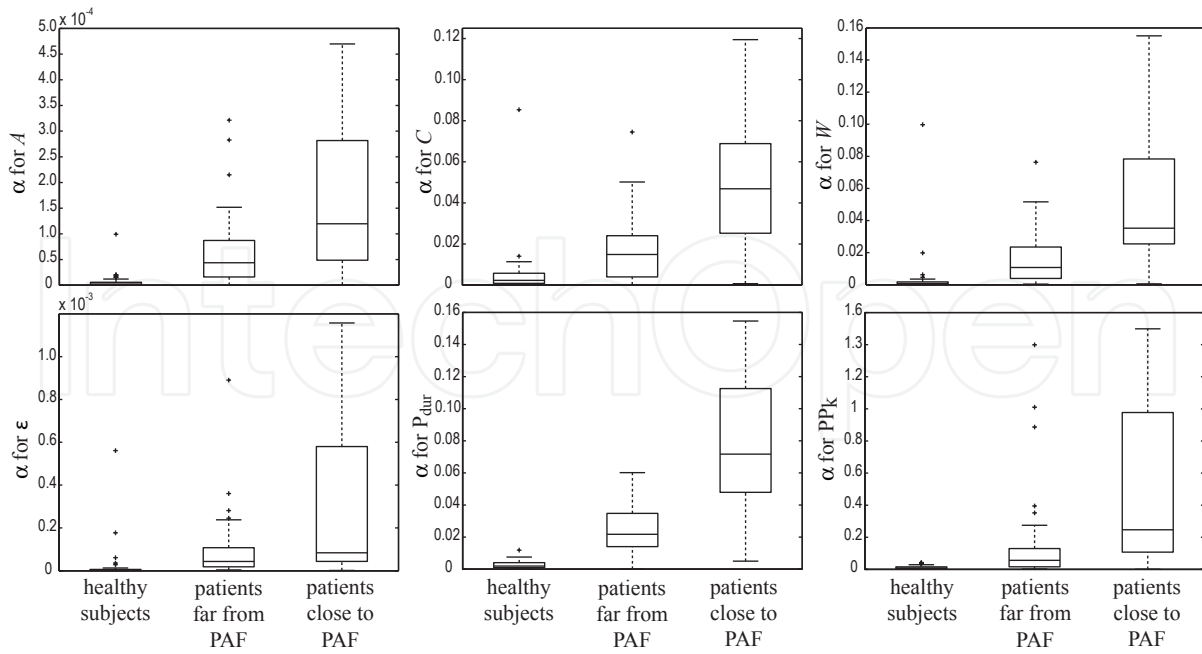 5.0 x 10⁻⁴
4.5
4.0
3.5
3.0
2.5
2.0
1.5
1.0
0.5
0
α for A
0.12
0.10
0.08
0.06
0.04
0.02
0
α for C
0.16
0.16
0.12
0.10
0.08
0.06
0.04
0.02
0
α for W
x 10⁻³
1.0
0.8
0.6
0.4
0.2
0
α for ε
healthy
subjects
patients
far from
PAF
patients
close to
PAF
0.16
0.14
0.12
0.10
0.08
0.06
0.04
0.02
0
α for P_dur
healthy
subjects
patients
far from
PAF
patients
close to
PAF
1.6
1.3
1.2
1
0.8
0.6
0.4
0.2
0
α for PPk
healthy
subjects
patients
far from
PAF
patients
close to
PAF
IntechOpen